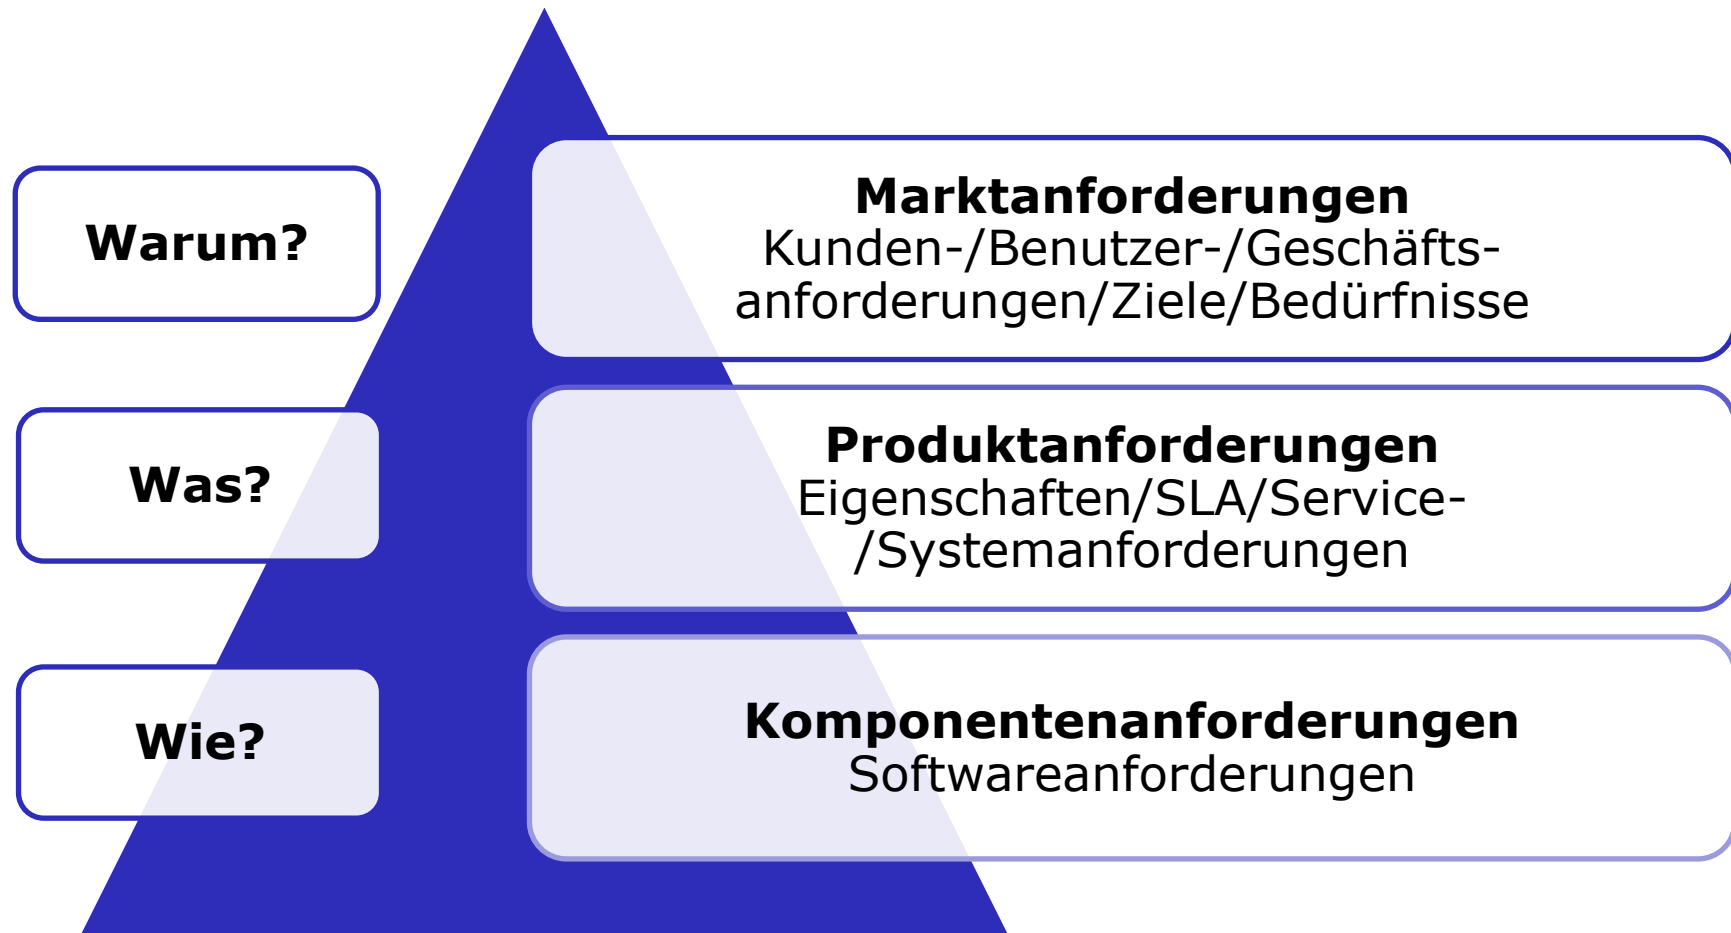 Warum?
Marktanforderungen
Kunden-/Benutzer-/Geschäfts-
anforderungen/Ziele/Bedürfnisse
Was?
Produktanforderungen
Eigenschaften/SLA/Service-
/Systemanforderungen
Wie?
Komponentenanforderungen
Softwareanforderungen